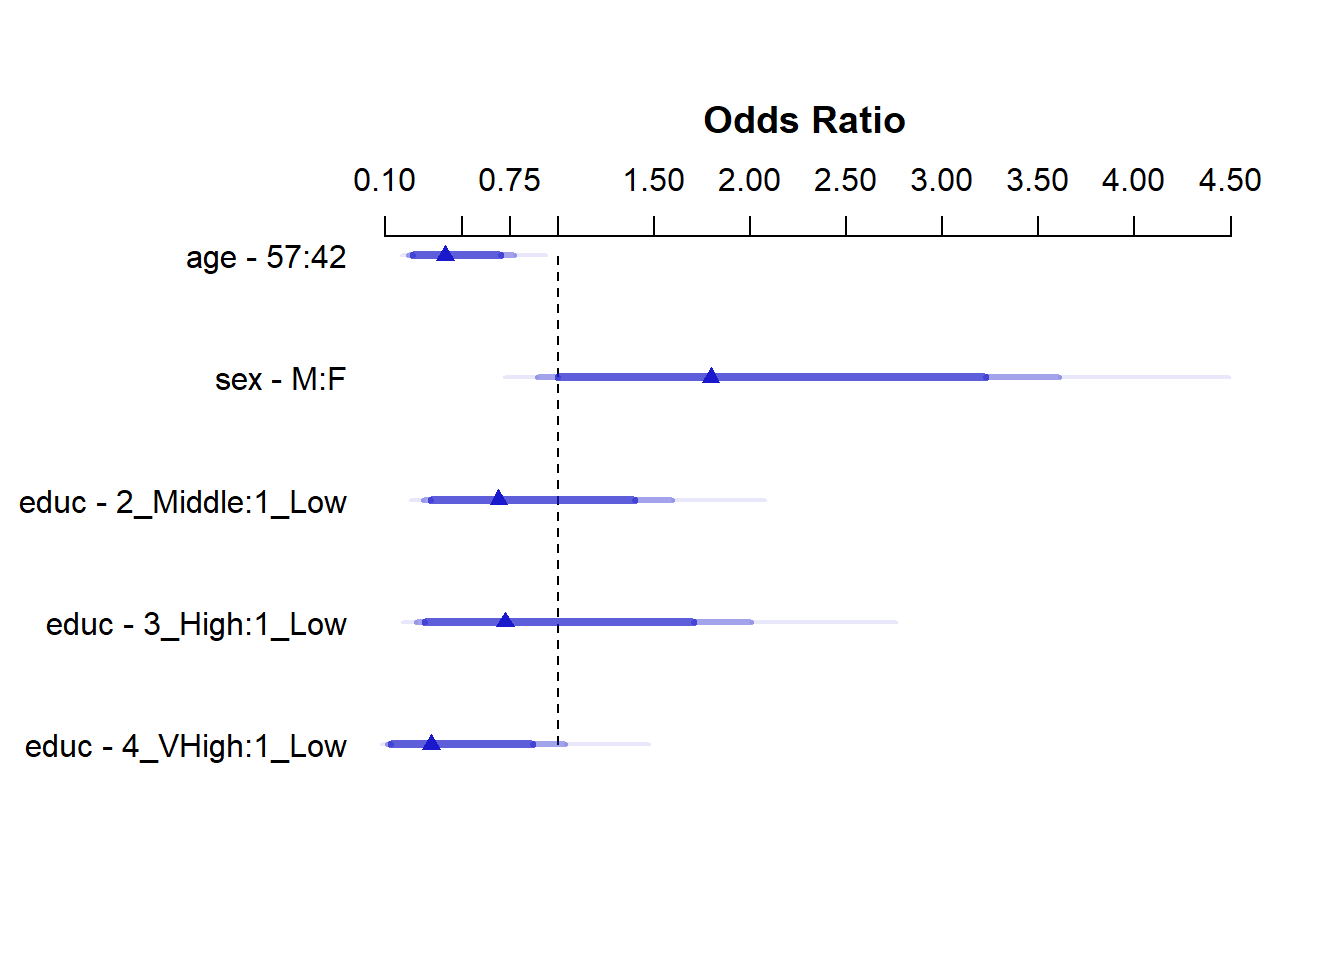 Odds Ratio
0.10 0.75 1.50 2.00 2.50 3.00 3.50 4.00 4.50
age - 57:42
sex - M:F
educ - 2_Middle:1_Low
educ - 3_High:1_Low
educ - 4_VHigh:1_Low